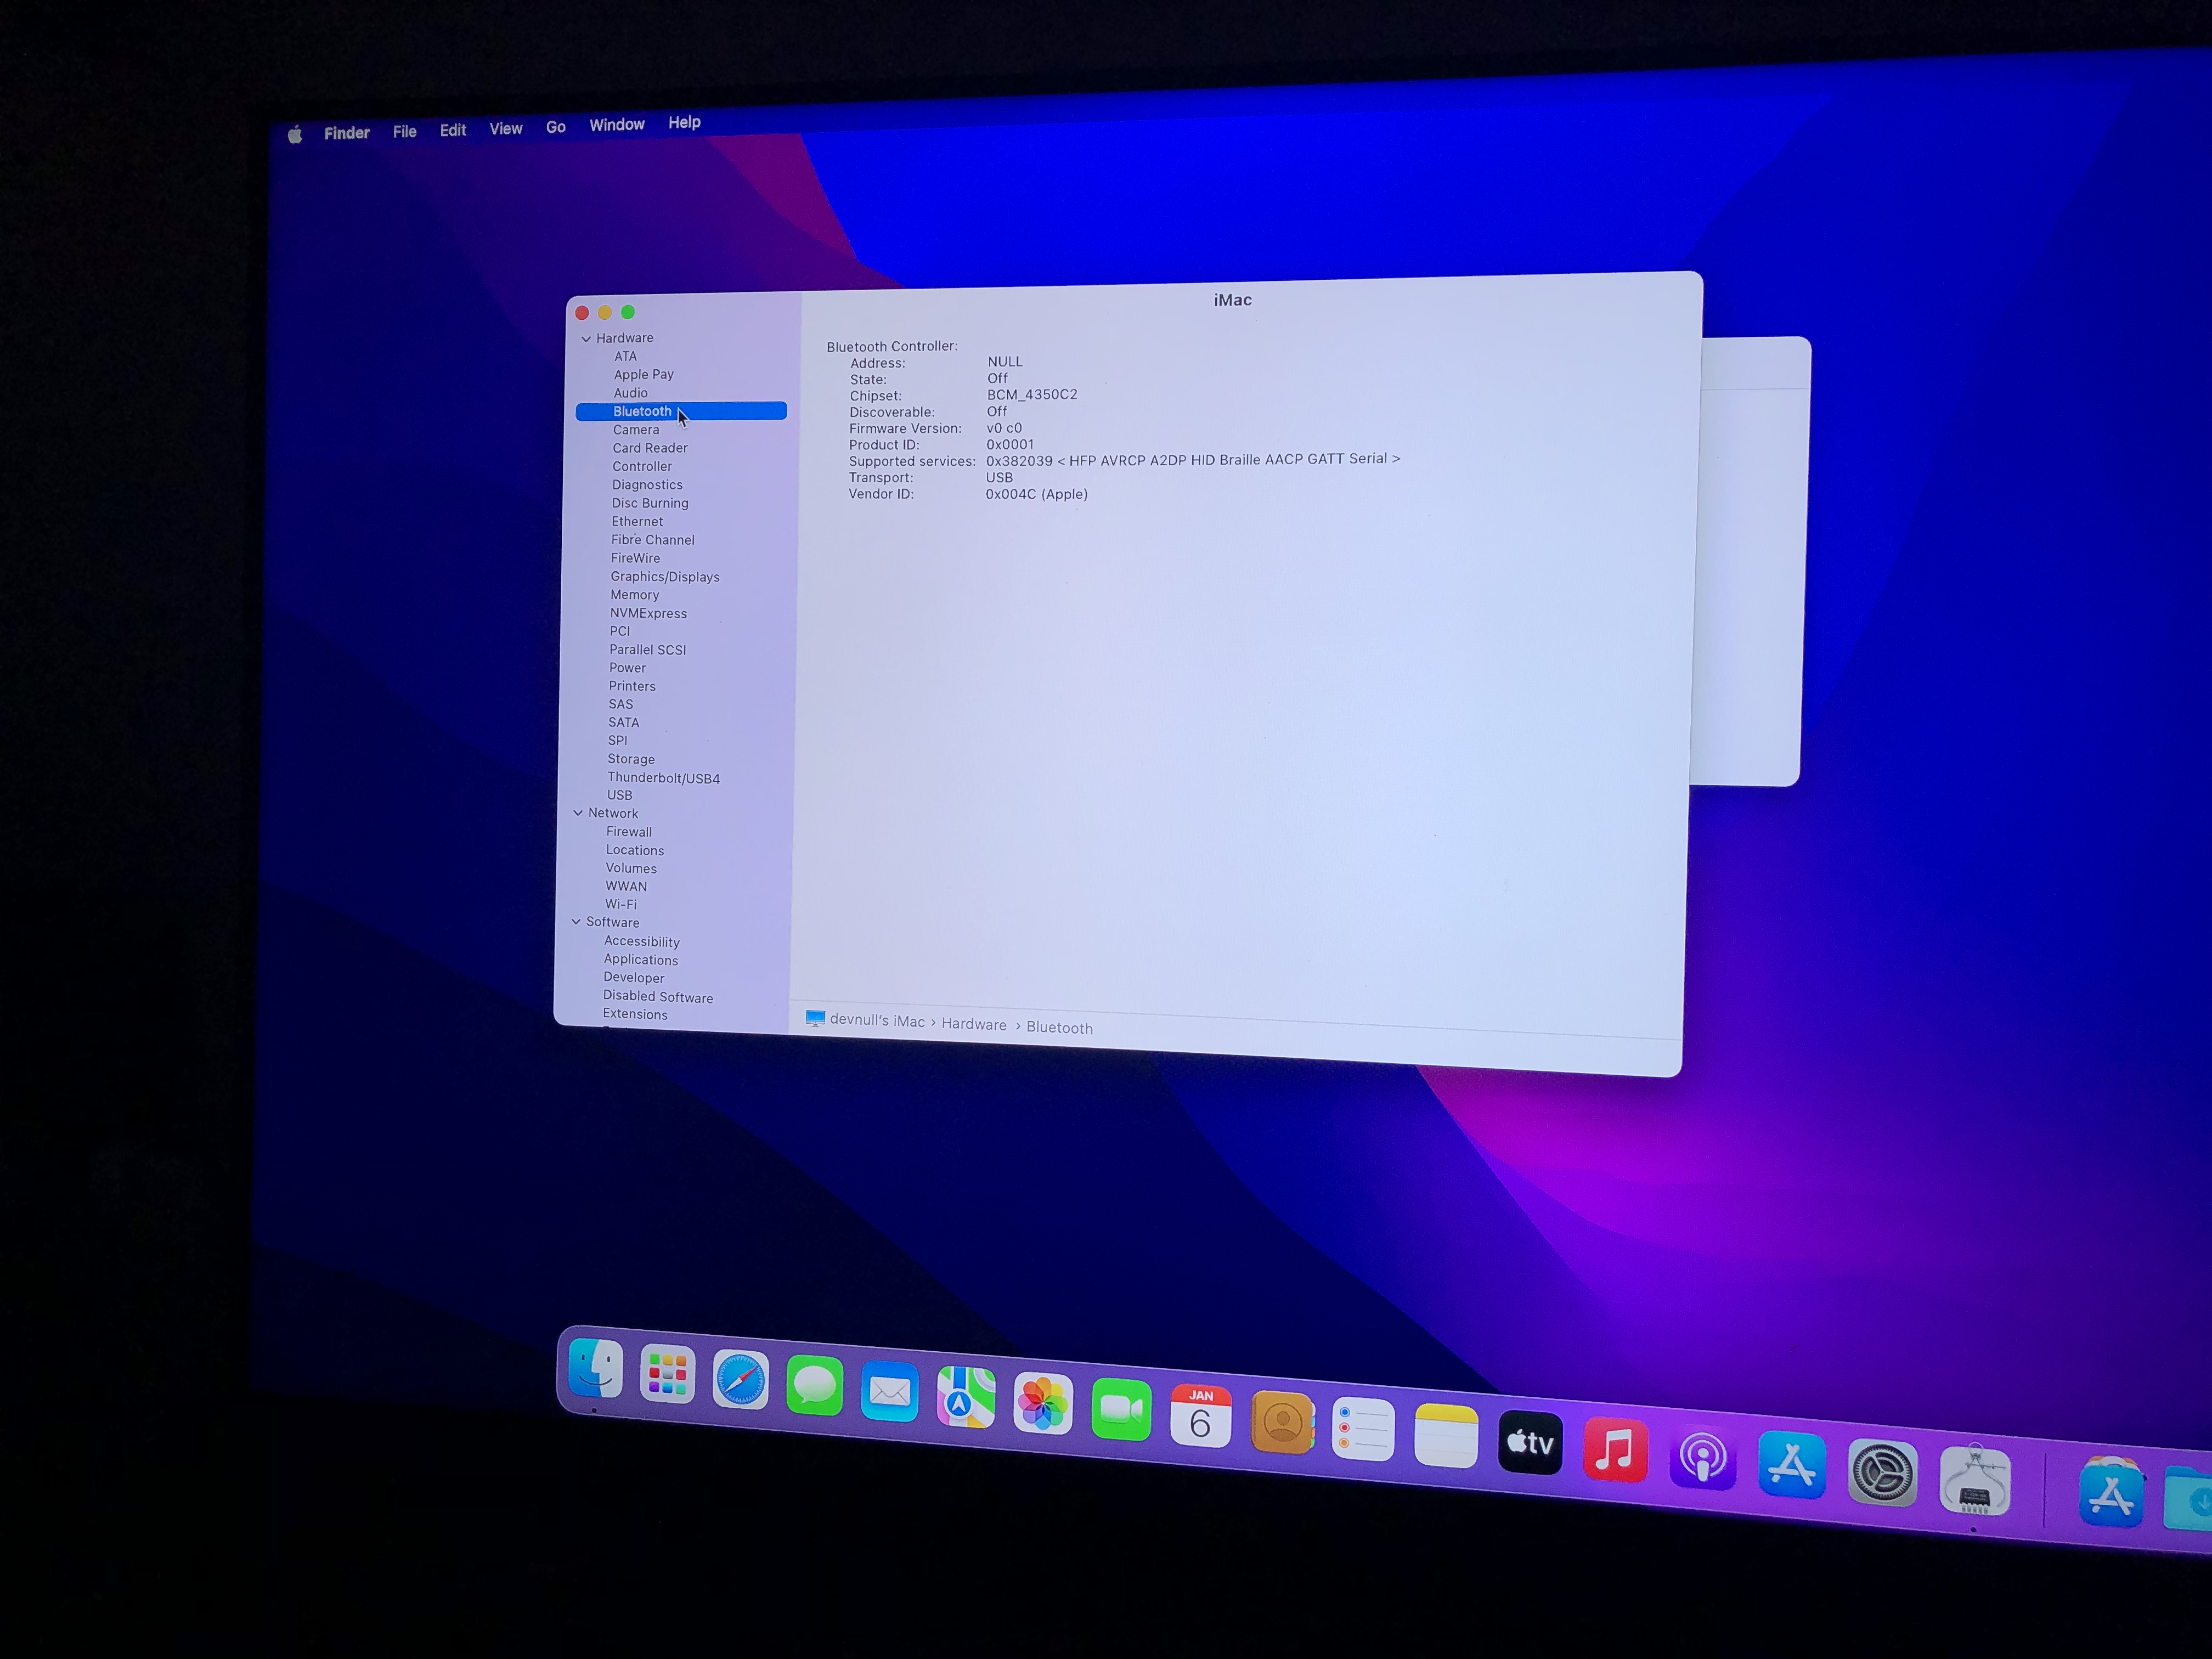 Finder File Edit View Go Window Help
iMac
Hardware
ATA
Apple Pay
Audio
Bluetooth
Camera
Card Reader
Controller
Diagnostics
Disc Burning
Ethernet
Fibre Channel
FireWire
Graphics/Displays
Memory
NVMExpress
PCI
Parallel SCSI
Power
Printers
SAS
SATA
SPI
Storage
Thunderbolt/USB4
USB
Network
Firewall
Locations
Volumes
WWAN
Wi-Fi
Software
Accessibility
Applications
Developer
Disabled Software
Extensions
Bluetooth Controller:
Address: NULL
State: Off
Chipset: BCM_4350C2
Discoverable: Off
Firmware Version: v0 c0
Product ID: 0x0001
Supported services: 0x382039 < HFP AVRCP A2DP HID Braille AACP GATT Serial >
Transport: USB
Vendor ID: 0x004C (Apple)
devnull's iMac › Hardware › Bluetooth
JAN
6
tv